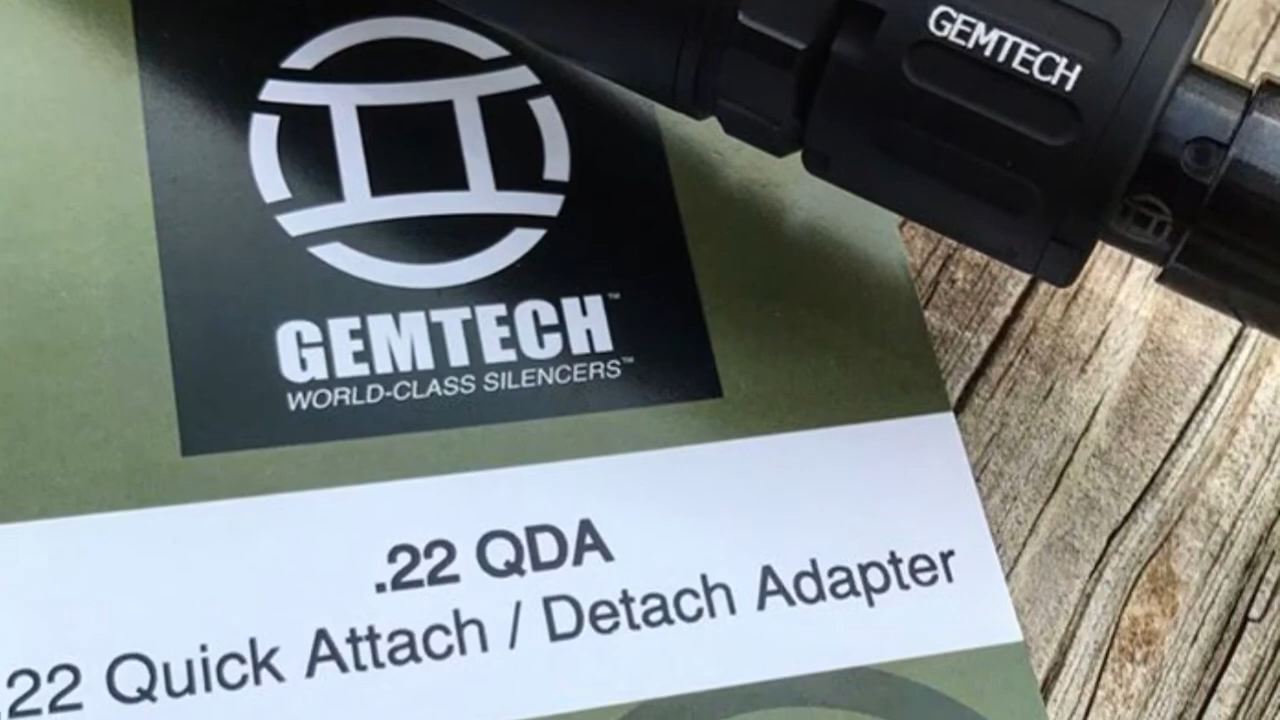 GEMTECH
GEMTECH™
WORLD-CLASS SILENCERS™
.22 QDA
.22 Quick Attach / Detach Adapter